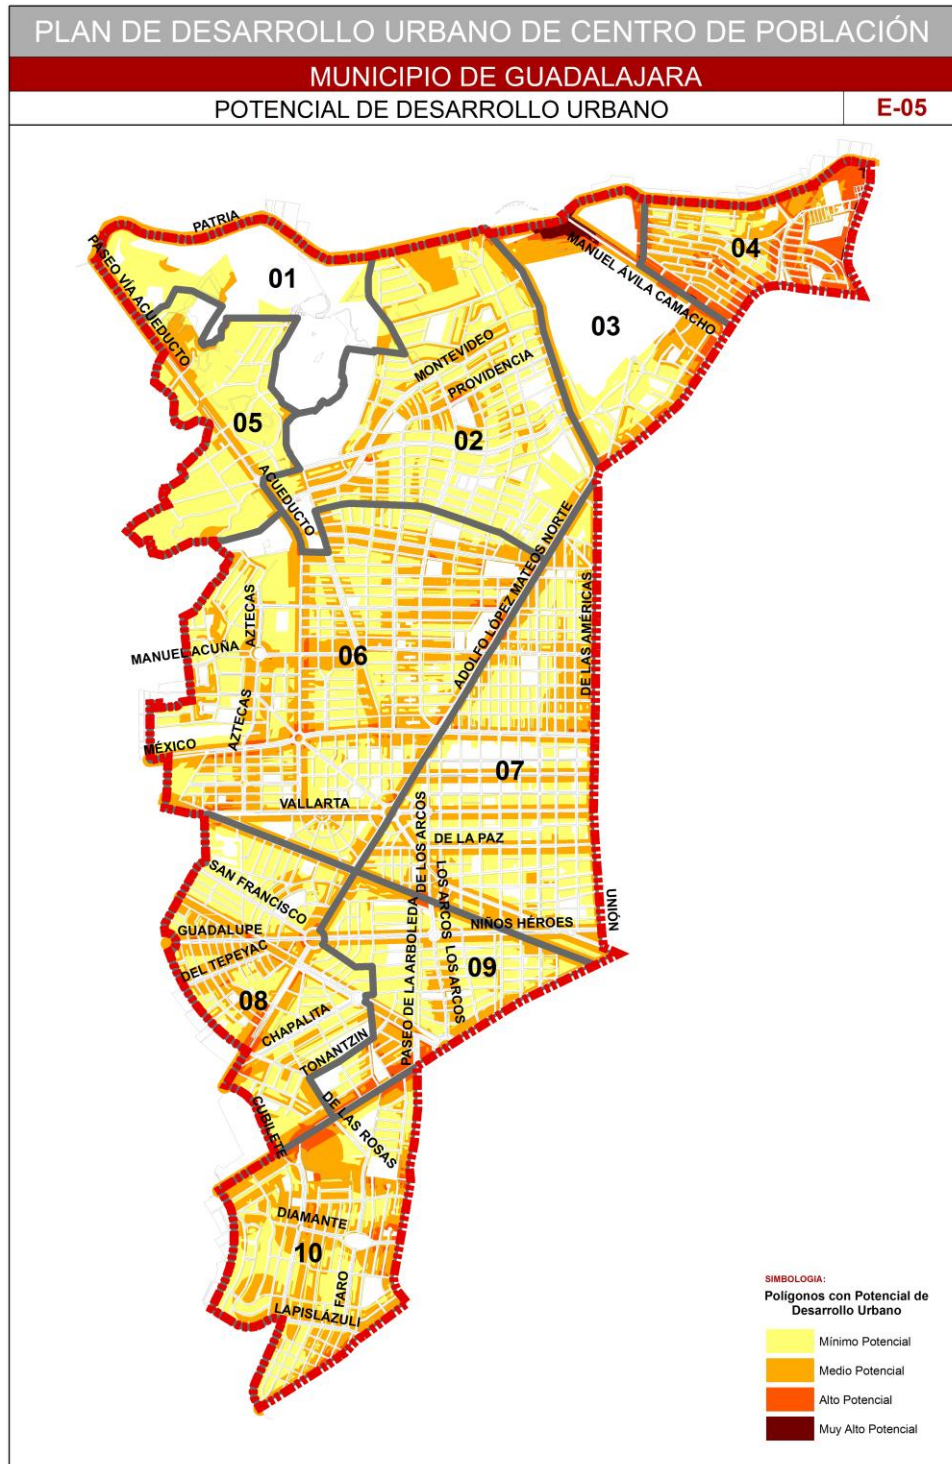 PLAN DE DESARROLLO URBANO DE CENTRO DE POBLACIÓN
MUNICIPIO DE GUADALAJARA
POTENCIAL DE DESARROLLO URBANO
E-05
PATRIA
PASEO VÍA ACUEDUCTO
01
04
MANUEL ÁVILA CAMACHO
03
MONTEVIDEO
PROVIDENCIA
05
02
ACUEDUCTO
ADOLFO LÓPEZ MATEOS NORTE
DE LAS AMÉRICAS
AZTECAS
MANUEL ACUÑA
06
AZTECAS
MÉXICO
07
VALLARTA
DE LA PAZ
PASEO DE LA ARBOLEDA
DE LOS ARCOS
LOS ARCOS
LOS ARCOS
SAN FRANCISCO
UNIÓN
NIÑOS HÉROES
GUADALUPE
DEL TEPEYAC
09
08
CHAPALITA
TONANTZIN
CUBILETE
DE LAS ROSAS
DIAMANTE
10
FARO
LAPISLÁZULI
SIMBOLOGIA:
Polígonos con Potencial de
Desarrollo Urbano
Mínimo Potencial
Medio Potencial
Alto Potencial
Muy Alto Potencial